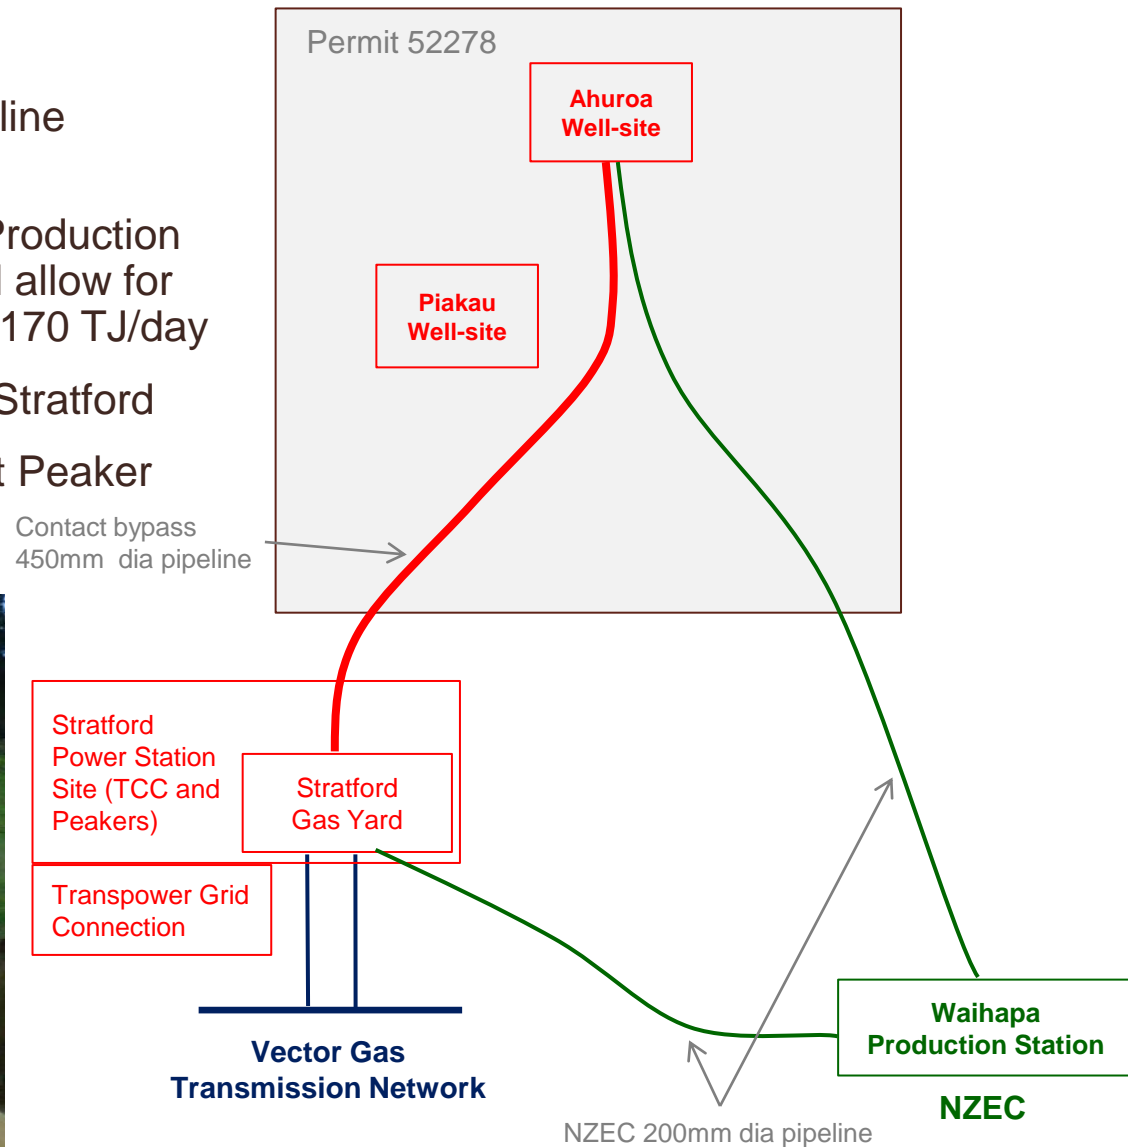 Permit 52278
Ahuroa
Well-site
line
Production
allow for
170 TJ/day
Stratford
Peaker
Piakau
Well-site
Contact bypass
450mm dia pipeline
Stratford
Power Station
Site (TCC and
Peakers)
Stratford
Gas Yard
Transpower Grid
Connection
Vector Gas
Transmission Network
Waihapa
Production Station
NZEC
NZEC 200mm dia pipeline